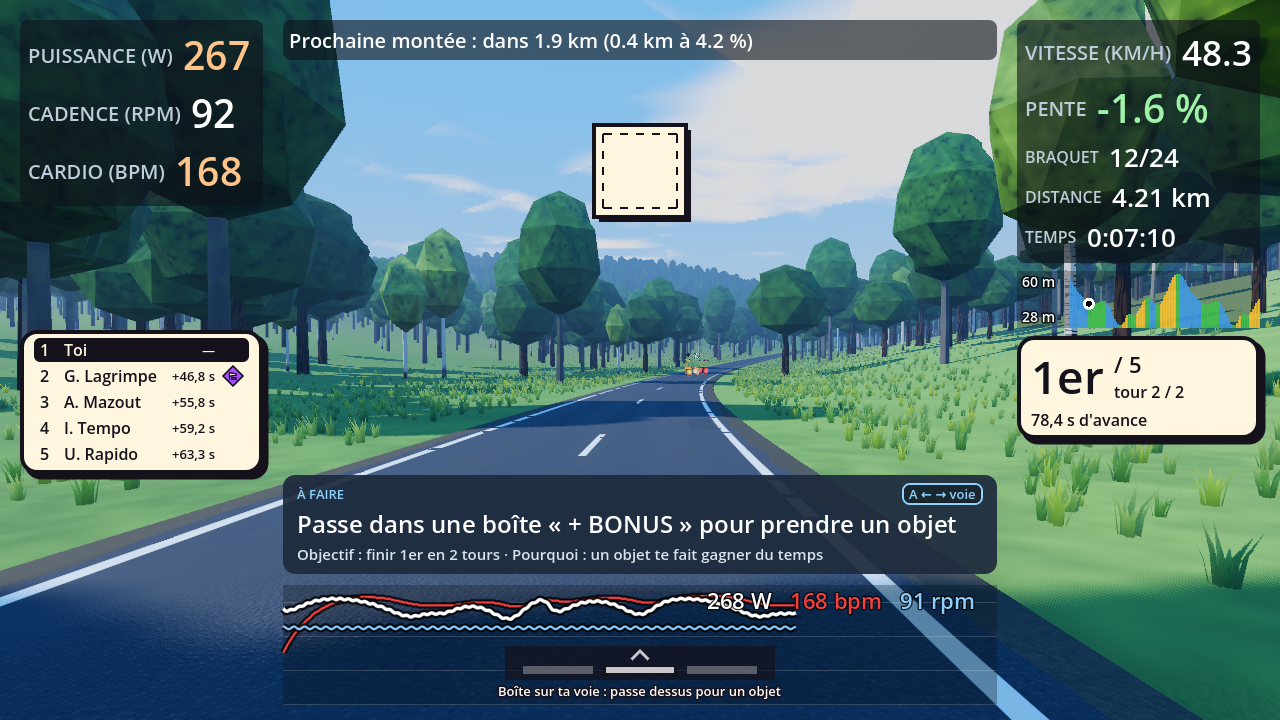 PUISSANCE (W) 267
CADENCE (RPM) 92
CARDIO (BPM) 168
Prochaine montée : dans 1.9 km (0.4 km à 4.2 %)
VITESSE (KM/H) 48.3
PENTE -1.6 %
BRAQUET 12/24
DISTANCE 4.21 km
TEMPS 0:07:10
60 m
28 m
1 Toi —
2 G. Lagrimpe +46,8 s
3 A. Mazout +55,8 s
4 I. Tempo +59,2 s
5 U. Rapido +63,3 s
1er / 5
tour 2 / 2
78,4 s d'avance
À FAIRE
A ← → voie
Passe dans une boîte « + BONUS » pour prendre un objet
Objectif : finir 1er en 2 tours · Pourquoi : un objet te fait gagner du temps
268 W 168 bpm 91 rpm
Boîte sur ta voie : passe dessus pour un objet